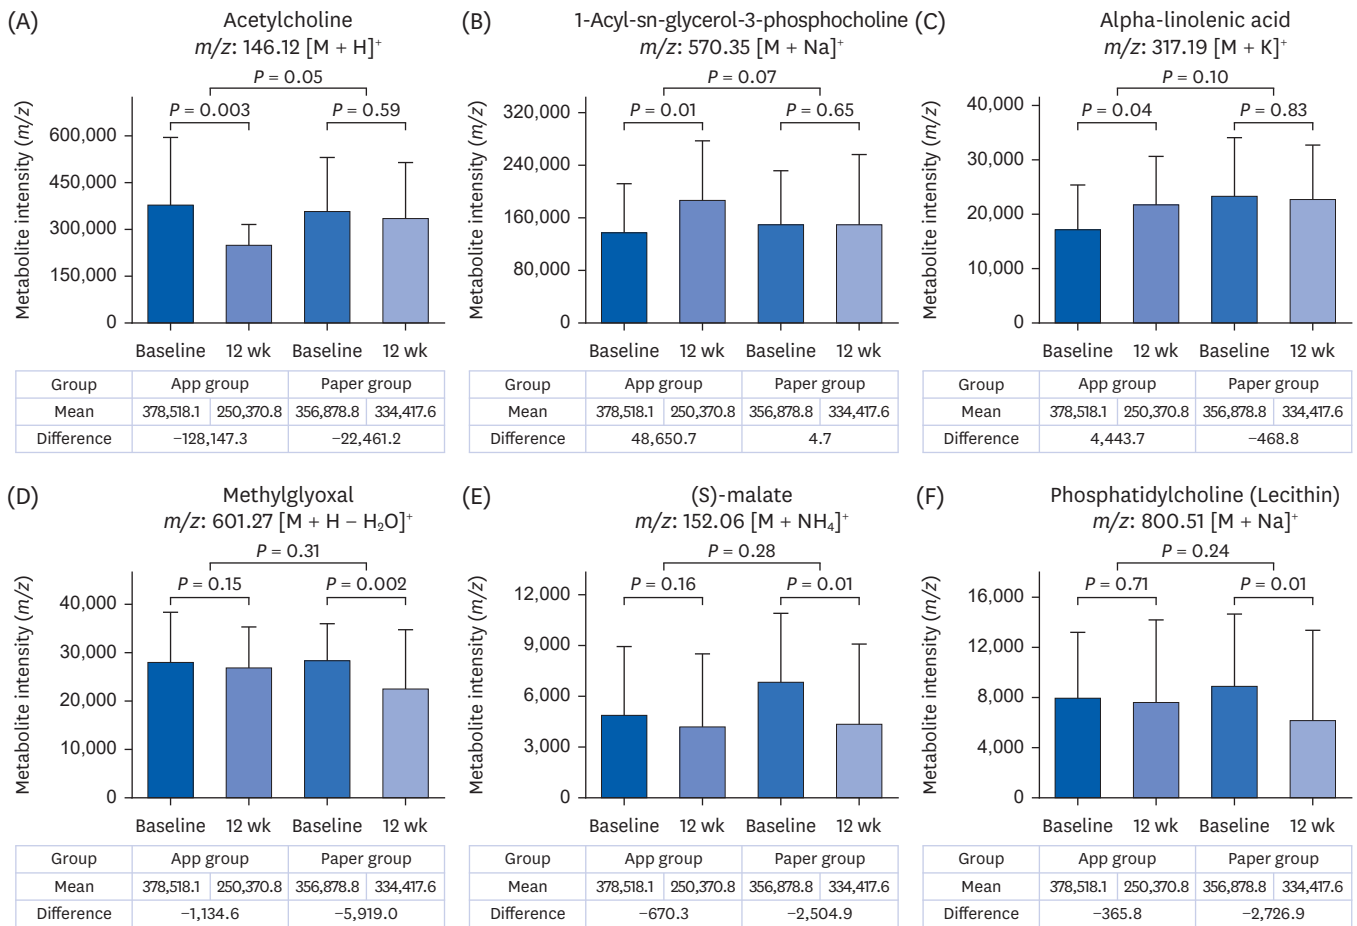 (A)
Acetylcholine
m/z: 146.12 [M + H]⁺
P = 0.05
P = 0.003
P = 0.59
Metabolite intensity (m/z)
600,000
450,000
300,000
150,000
0
Baseline 12 wk Baseline 12 wk
Group App group Paper group
Mean 378,518.1 250,370.8 356,878.8 334,417.6
Difference −128,147.3 −22,461.2
(B)
1-Acyl-sn-glycerol-3-phosphocholine
m/z: 570.35 [M + Na]⁺
P = 0.07
P = 0.01
P = 0.65
Metabolite intensity (m/z)
320,000
240,000
160,000
80,000
0
Baseline 12 wk Baseline 12 wk
Group App group Paper group
Mean 378,518.1 250,370.8 356,878.8 334,417.6
Difference 48,650.7 4.7
(C)
Alpha-linolenic acid
m/z: 317.19 [M + K]⁺
P = 0.10
P = 0.04
P = 0.83
Metabolite intensity (m/z)
40,000
30,000
20,000
10,000
0
Baseline 12 wk Baseline 12 wk
Group App group Paper group
Mean 378,518.1 250,370.8 356,878.8 334,417.6
Difference 4,443.7 −468.8
(D)
Methylglyoxal
m/z: 601.27 [M + H − H₂O]⁺
P = 0.31
P = 0.15
P = 0.002
Metabolite intensity (m/z)
40,000
30,000
20,000
10,000
0
Baseline 12 wk Baseline 12 wk
Group App group Paper group
Mean 378,518.1 250,370.8 356,878.8 334,417.6
Difference −1,134.6 −5,919.0
(E)
(S)-malate
m/z: 152.06 [M + NH₄]⁺
P = 0.28
P = 0.16
P = 0.01
Metabolite intensity (m/z)
12,000
9,000
6,000
3,000
0
Baseline 12 wk Baseline 12 wk
Group App group Paper group
Mean 378,518.1 250,370.8 356,878.8 334,417.6
Difference −670.3 −2,504.9
(F)
Phosphatidylcholine (Lecithin)
m/z: 800.51 [M + Na]⁺
P = 0.24
P = 0.71
P = 0.01
Metabolite intensity (m/z)
16,000
12,000
8,000
4,000
0
Baseline 12 wk Baseline 12 wk
Group App group Paper group
Mean 378,518.1 250,370.8 356,878.8 334,417.6
Difference −365.8 −2,726.9